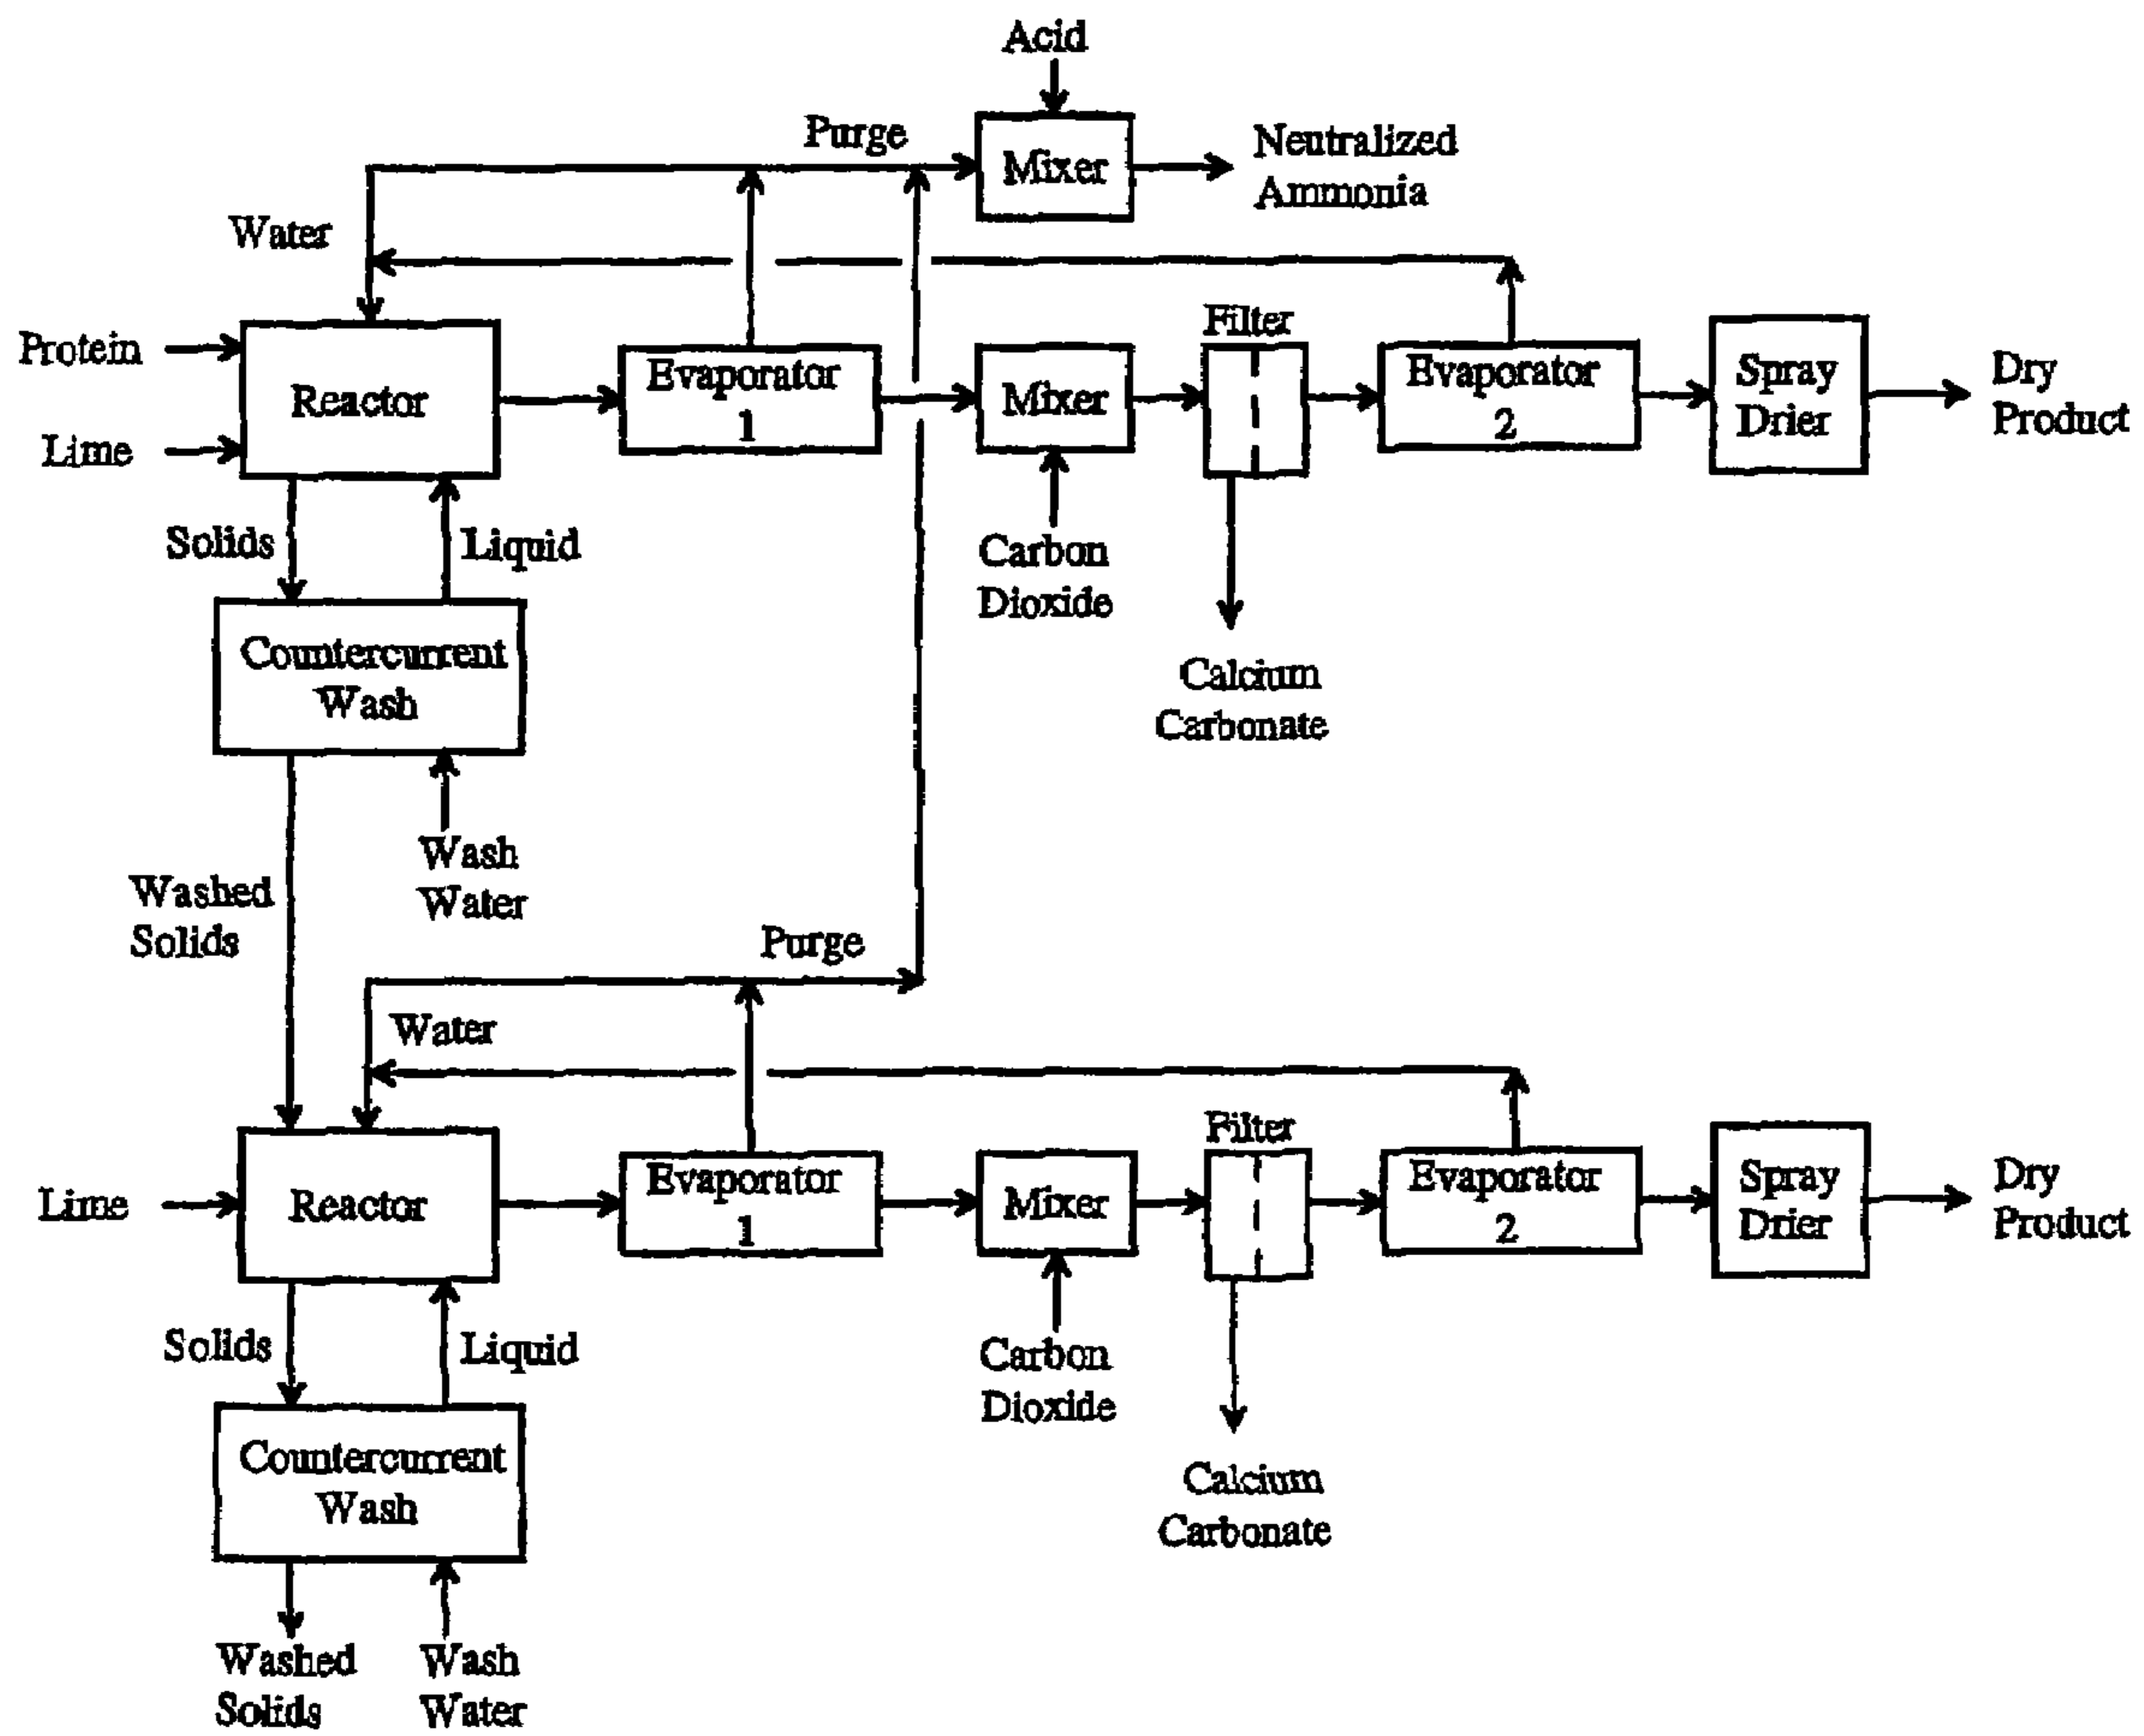 Acid
Purge
Mixer
Neutralized
Ammonia
Water
Protein
Lime
Reactor
Evaporator
1
Mixer
Filter
Evaporator
2
Spray
Drier
Dry
Product
Solids
Liquid
Carbon
Dioxide
Countercurrent
Wash
Calcium
Carbonate
Wash
Water
Washed
Solids
Purge
Water
Lime
Reactor
Evaporator
1
Mixer
Filter
Evaporator
2
Spray
Drier
Dry
Product
Solids
Liquid
Carbon
Dioxide
Countercurrent
Wash
Calcium
Carbonate
Washed
Solids
Wash
Water